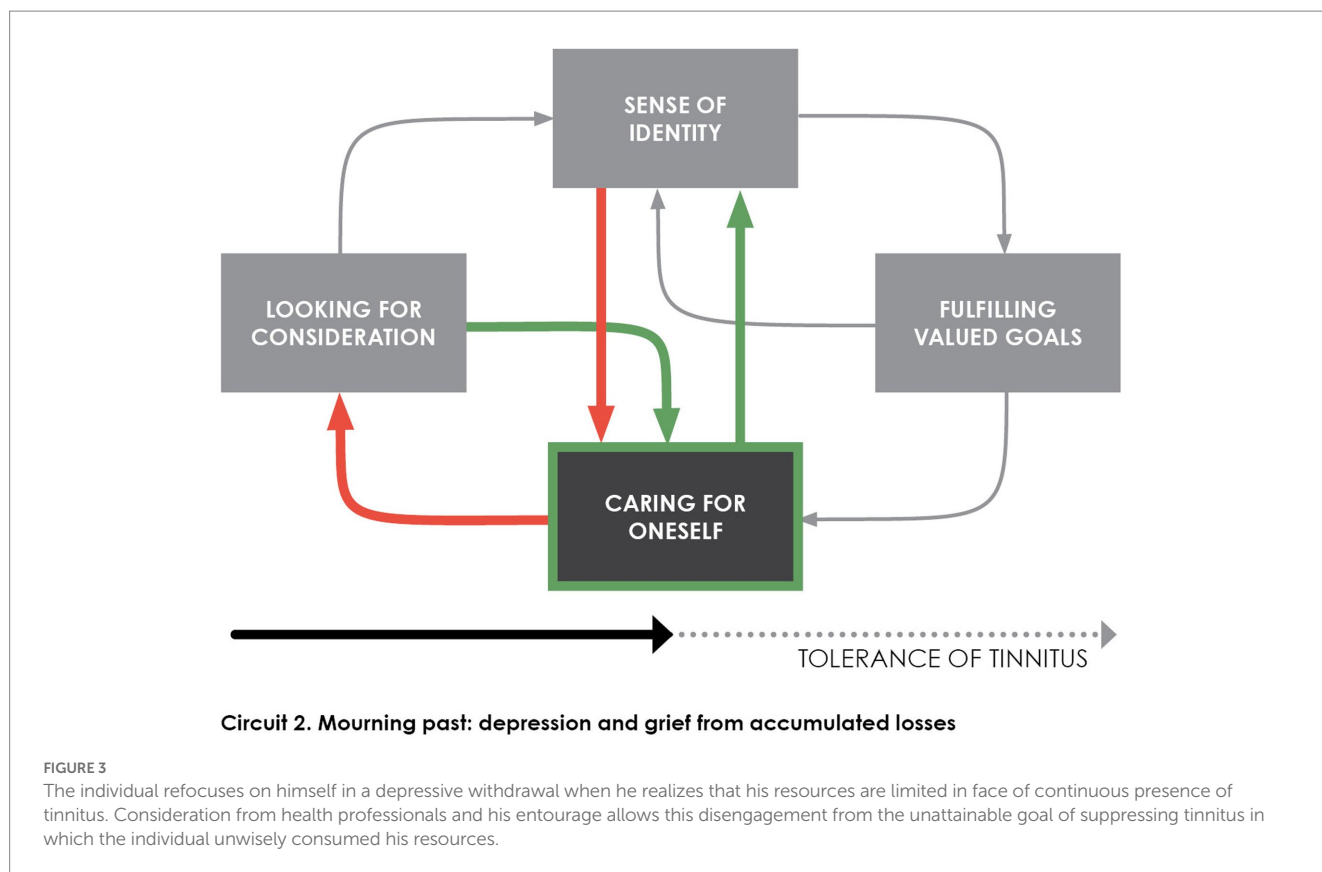 SENSE OF
IDENTITY
LOOKING FOR
CONSIDERATION
FULFILLING
VALUED GOALS
CARING FOR
ONESELF
TOLERANCE OF TINNITUS
Circuit 2. Mourning past: depression and grief from accumulated losses
FIGURE 3
The individual refocuses on himself in a depressive withdrawal when he realizes that his resources are limited in face of continuous presence of
tinnitus. Consideration from health professionals and his entourage allows this disengagement from the unattainable goal of suppressing tinnitus in
which the individual unwisely consumed his resources.